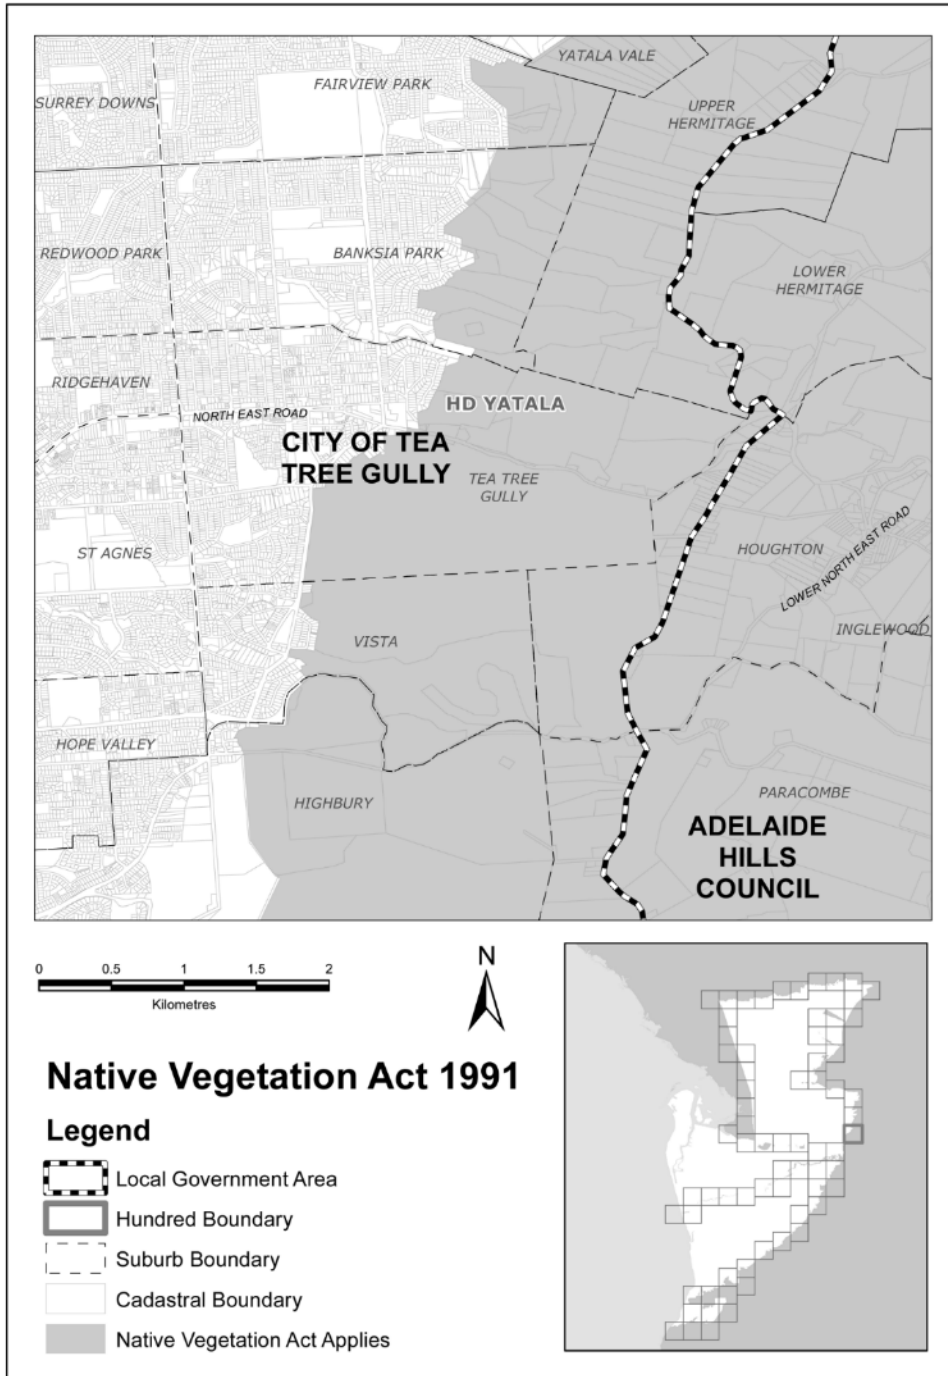 YATALA VALE
FAIRVIEW PARK
SURREY DOWNS
UPPER
HERMITAGE
REDWOOD PARK
BANKSIA PARK
LOWER
HERMITAGE
RIDGEHAVEN
NORTH EAST ROAD
HD YATALA
CITY OF TEA
TREE GULLY
TEA TREE
GULLY
ST AGNES
HOUGHTON
LOWER NORTH EAST ROAD
VISTA
INGLEWOOD
HOPE VALLEY
HIGHBURY
PARACOMBE
ADELAIDE
HILLS
COUNCIL
0 0.5 1 1.5 2
Kilometres
N
Native Vegetation Act 1991
Legend
Local Government Area
Hundred Boundary
Suburb Boundary
Cadastral Boundary
Native Vegetation Act Applies